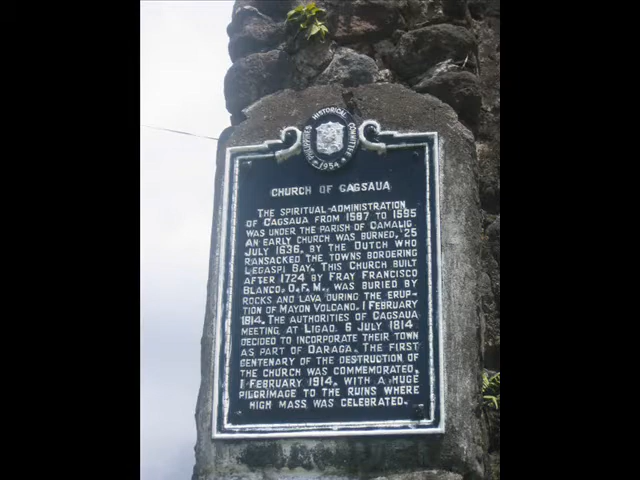 PHILIPPINES HISTORICAL COMMITTEE
1954
CHURCH OF CAGSAUA
THE SPIRITUAL ADMINISTRATION
OF CAGSAUA FROM 1587 TO 1595
WAS UNDER THE PARISH OF CAMALIG.
AN EARLY CHURCH WAS BURNED, 25
JULY 1636, BY THE DUTCH WHO
RANSACKED THE TOWNS BORDERING
LEGASPI BAY. THIS CHURCH BUILT
AFTER 1724 BY FRAY FRANCISCO
BLANCO, O.F.M., WAS BURIED BY
ROCKS AND LAVA DURING THE ERUP-
TION OF MAYON VOLCANO, 1 FEBRUARY
1814. THE AUTHORITIES OF CAGSAUA
MEETING AT LIGAO, 6 JULY 1814
DECIDED TO INCORPORATE THEIR TOWN
AS PART OF DARAGA. THE FIRST
CENTENARY OF THE DESTRUCTION OF
THE CHURCH WAS COMMEMORATED,
1 FEBRUARY 1914, WITH A HUGE
PILGRIMAGE TO THE RUINS WHERE
HIGH MASS WAS CELEBRATED.